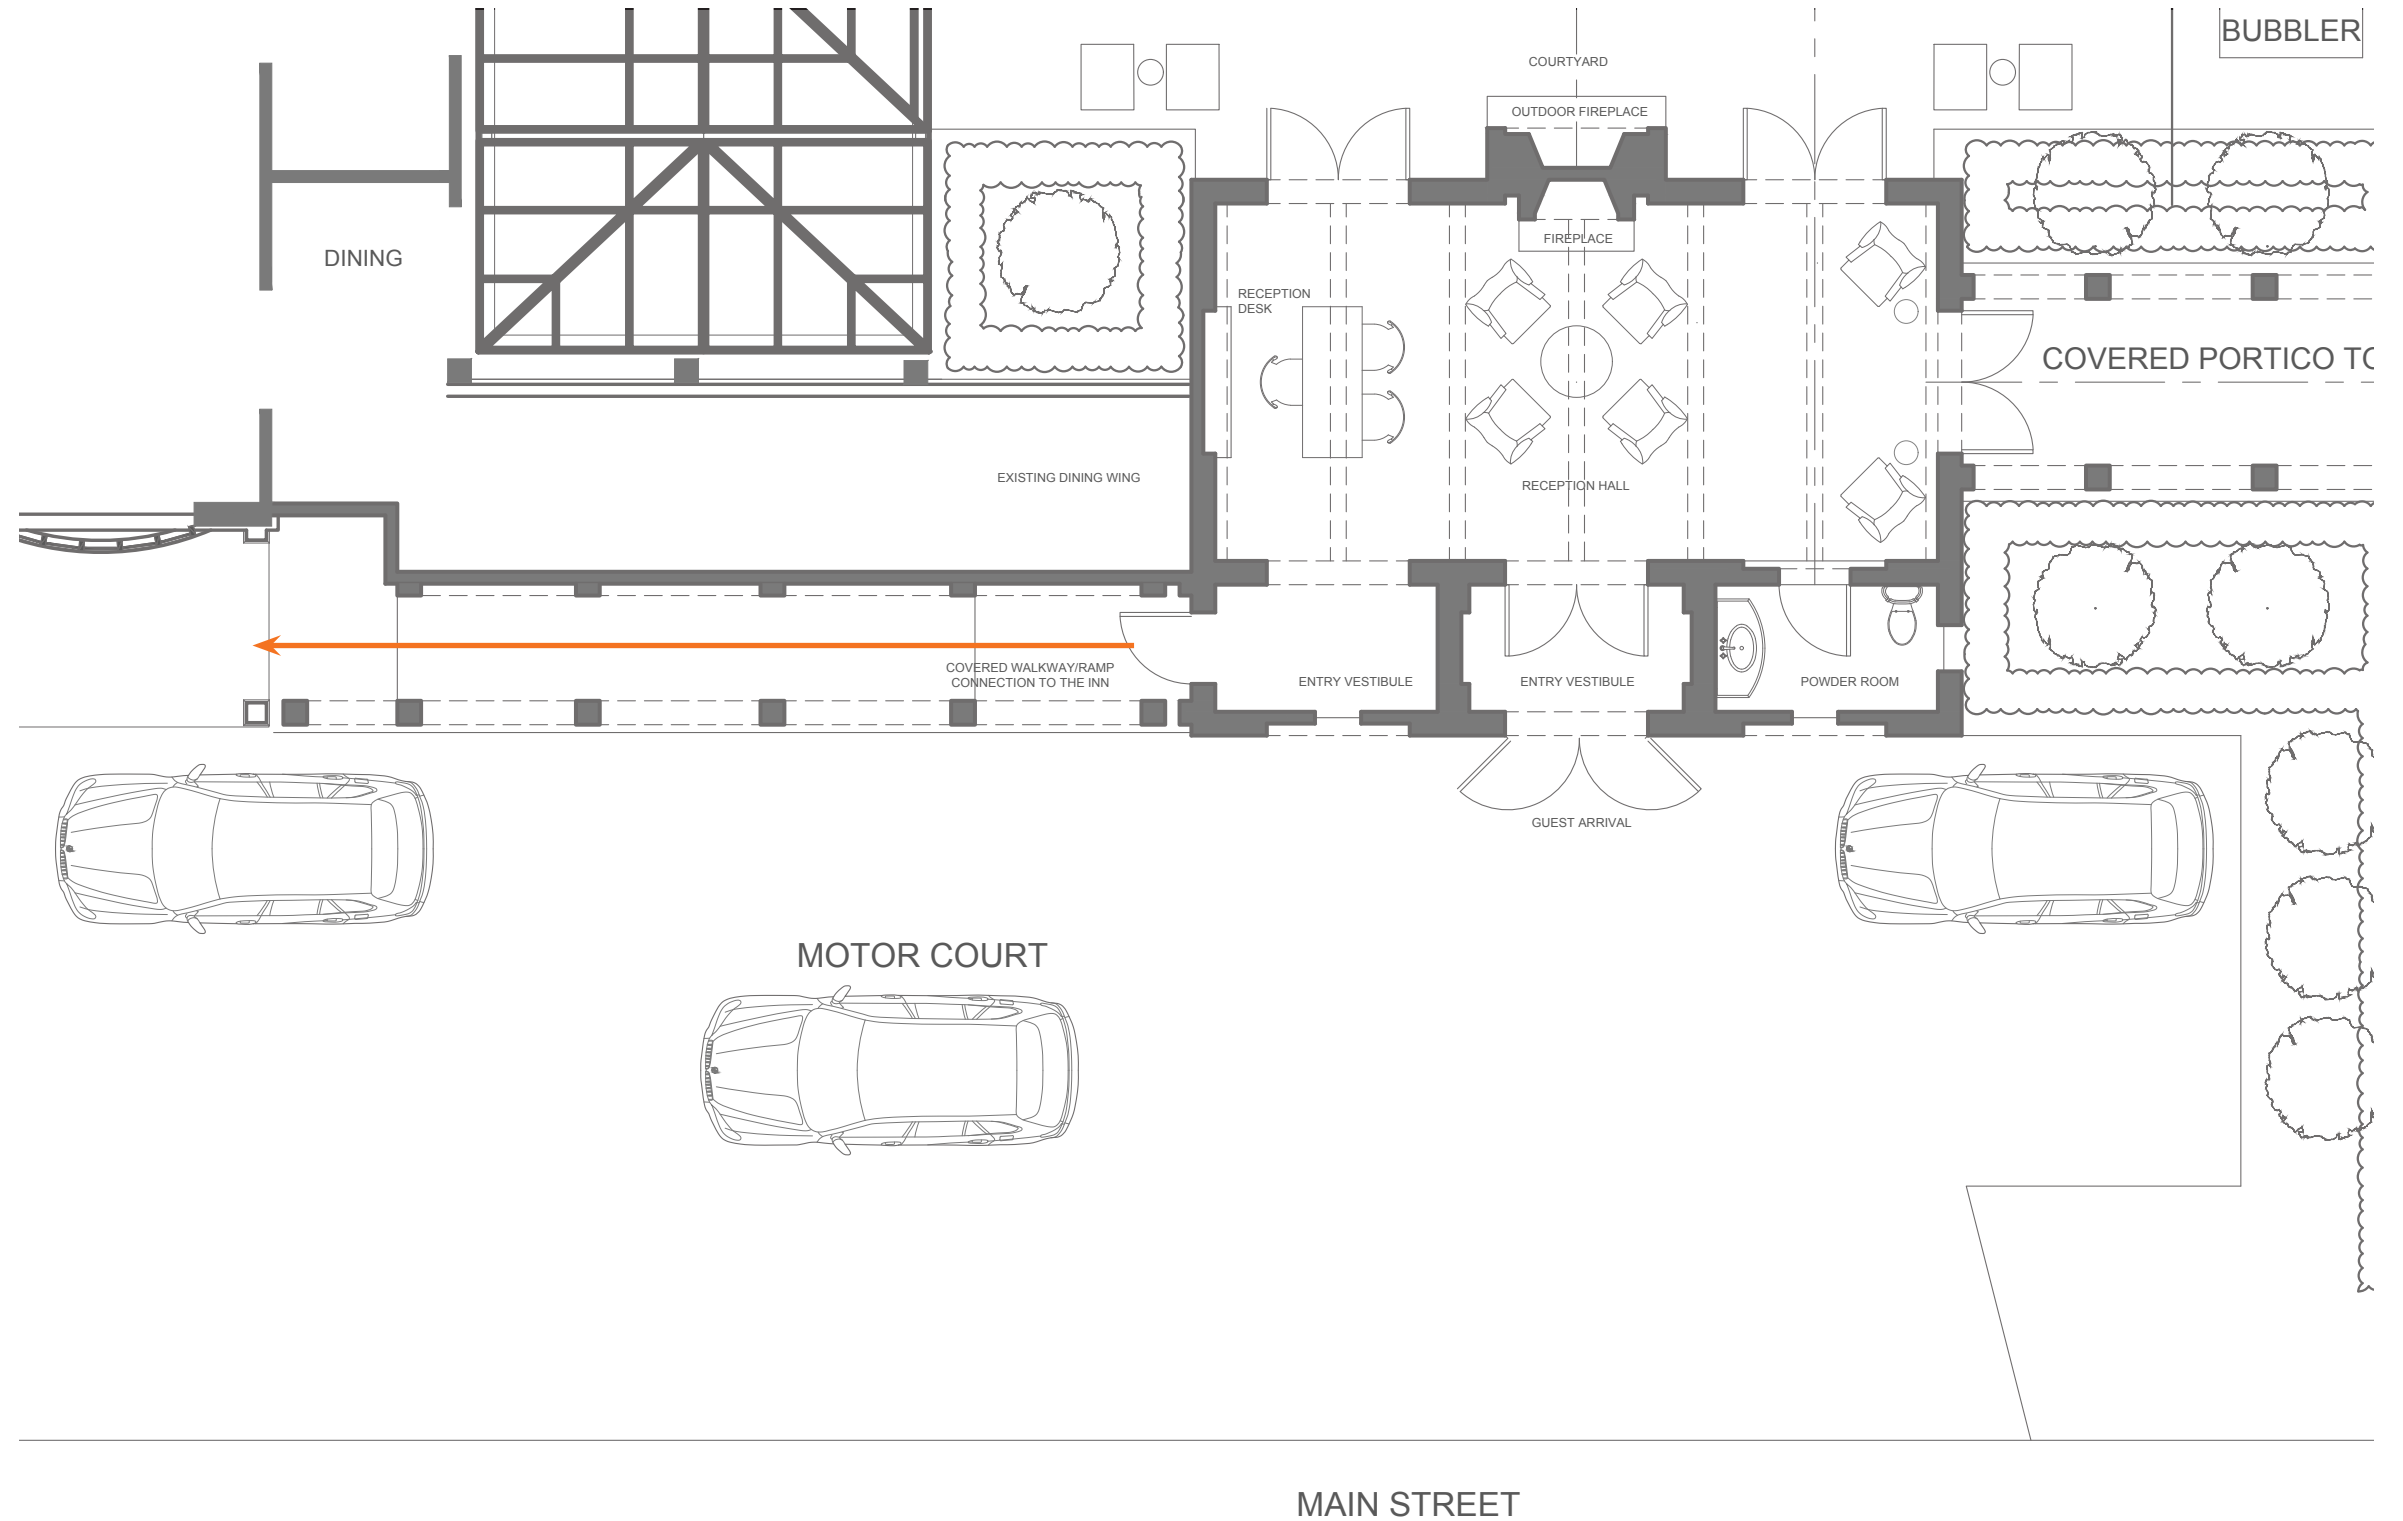 BUBBLER
COURTYARD
OUTDOOR FIREPLACE
DINING
FIREPLACE
RECEPTION
DESK
COVERED PORTICO TO
EXISTING DINING WING
RECEPTION HALL
COVERED WALKWAY/RAMP
CONNECTION TO THE INN
ENTRY VESTIBULE
ENTRY VESTIBULE
POWDER ROOM
GUEST ARRIVAL
MOTOR COURT
MAIN STREET